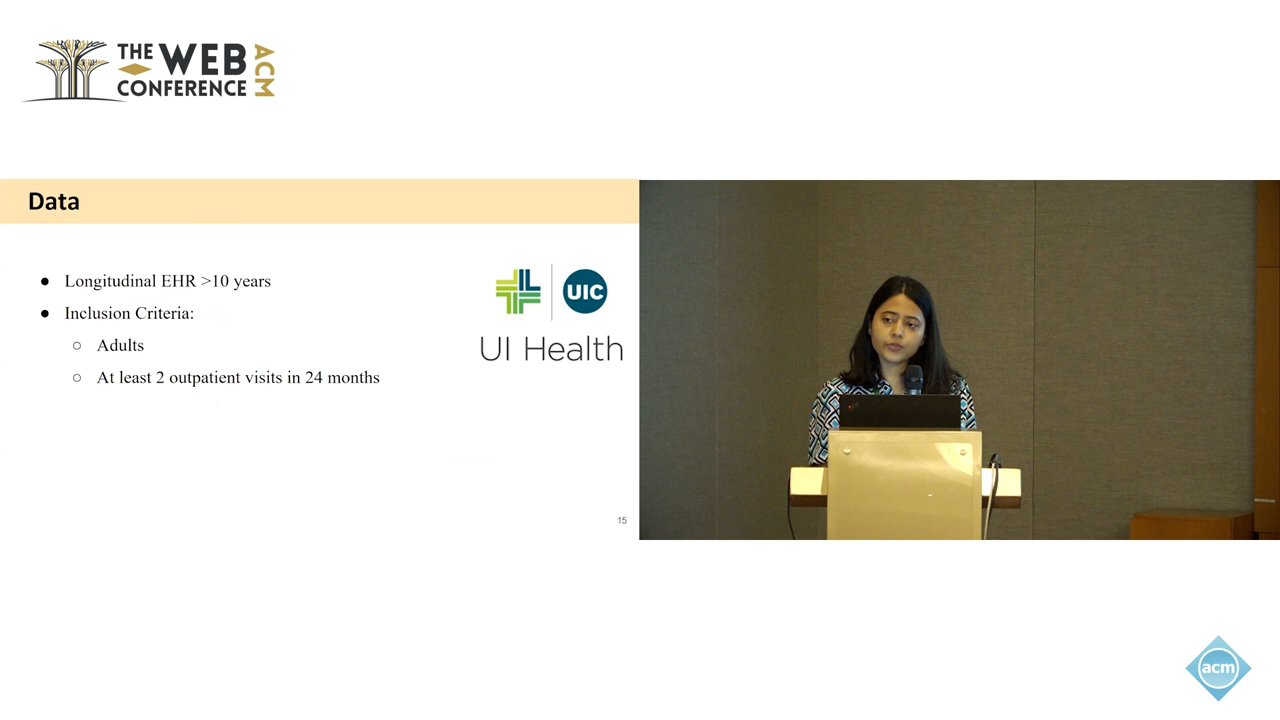 THE WEB
CONFERENCE
ACM
Data
● Longitudinal EHR >10 years
● Inclusion Criteria:
○ Adults
○ At least 2 outpatient visits in 24 months
UIC
UI Health
15
acm